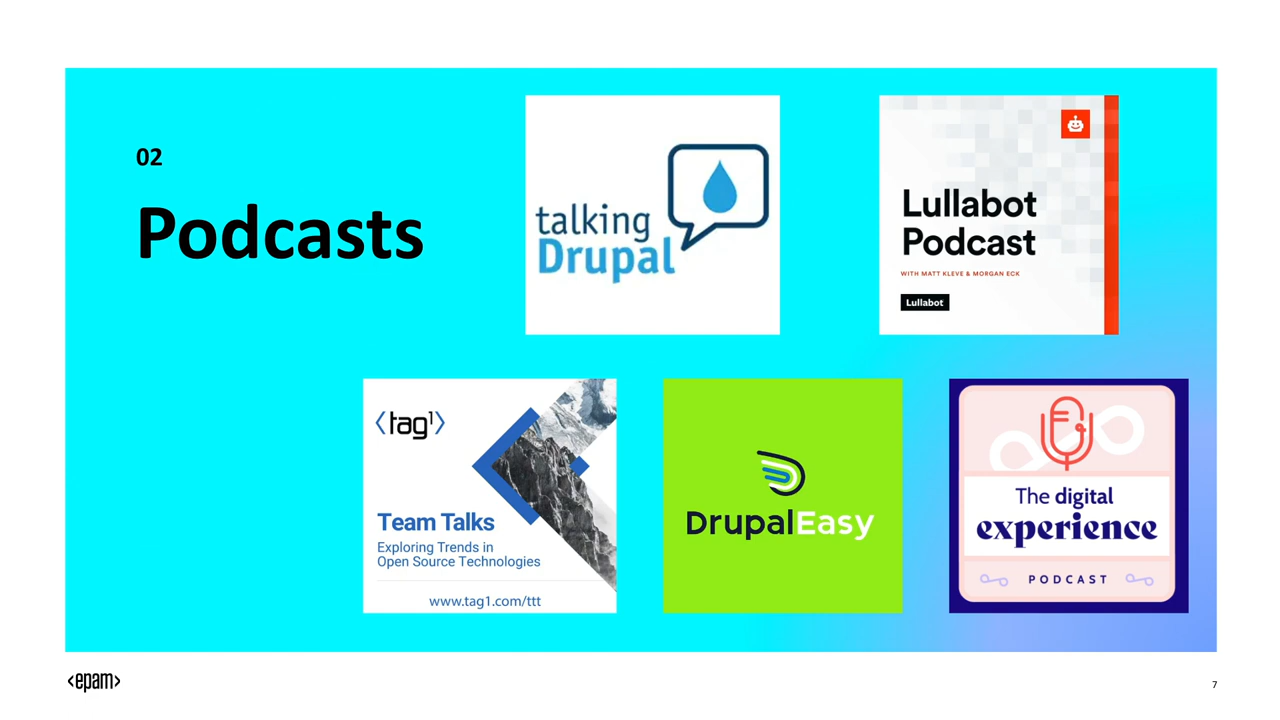 02
Podcasts
talking
Drupal
Lullabot
Podcast
WITH MATT KLEVE & MORGAN ECK
Lullabot
<tag1>
Team Talks
Exploring Trends in
Open Source Technologies
www.tag1.com/ttt
DrupalEasy
The digital
experience
PODCAST
<epam>
7